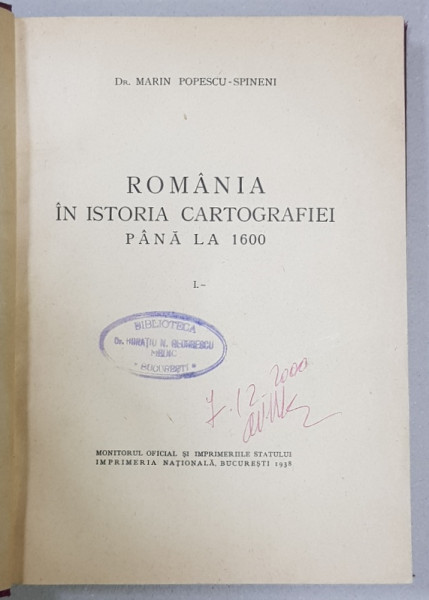 Dr. MARIN POPESCU-SPINENI
ROMÂNIA
ÎN ISTORIA CARTOGRAFIEI
PÂNĂ LA 1600
I.-
BIBLIOTECA
Dr. HORAȚIU N.
MEDIC
* BUCUREȘTI *
7.12.2000
MONITORUL OFICIAL ȘI IMPRIMERIILE STATULUI
IMPRIMERIA NAȚIONALĂ, BUCUREȘTI 1938